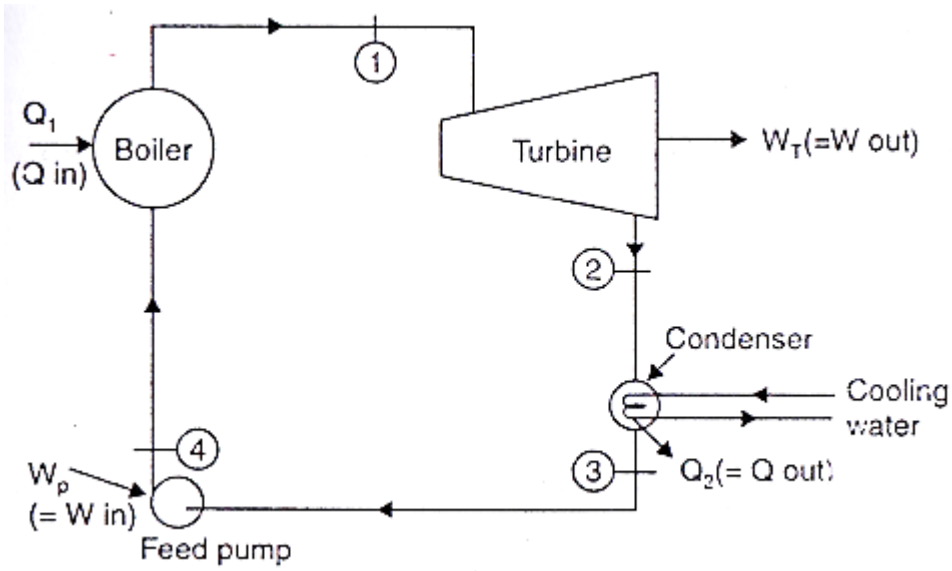 1
Q1
(Q in)
Boiler
Turbine
WT(=W out)
2
Condenser
Cooling
water
4
3
Q2(= Q out)
Wp
(= W in)
Feed pump